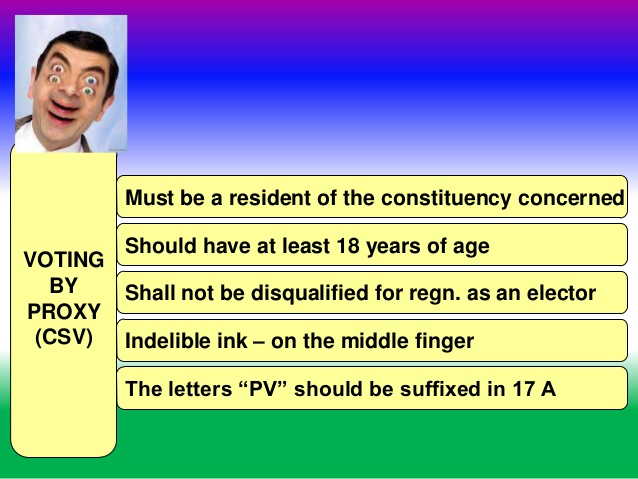 VOTING
BY
PROXY
(CSV)
Must be a resident of the constituency concerned
Should have at least 18 years of age
Shall not be disqualified for regn. as an elector
Indelible ink – on the middle finger
The letters “PV” should be suffixed in 17 A